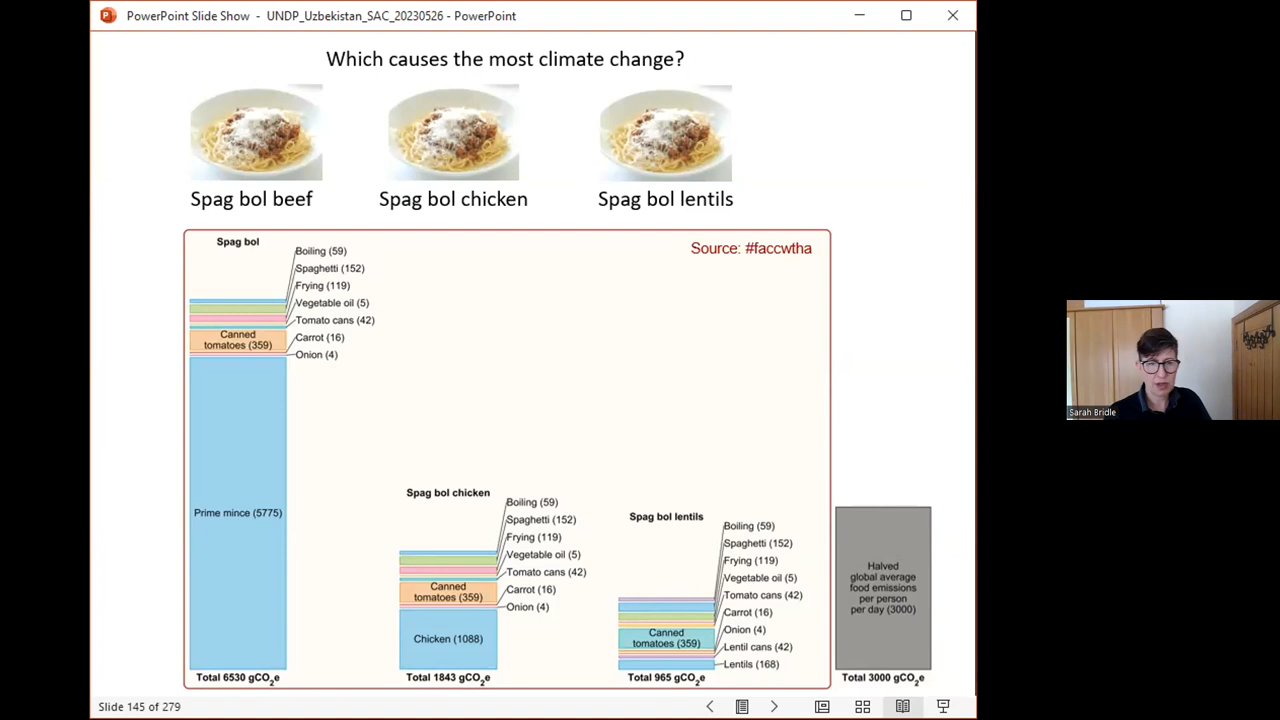 PowerPoint Slide Show - UNDP_Uzbekistan_SAC_20230526 - PowerPoint
Which causes the most climate change?
Spag bol beef
Spag bol chicken
Spag bol lentils
Source: #faccwtha
Spag bol
Boiling (59)
Spaghetti (152)
Frying (119)
Vegetable oil (5)
Tomato cans (42)
Canned
tomatoes (359)
Carrot (16)
Onion (4)
Prime mince (5775)
Total 6530 gCO2e
Spag bol chicken
Boiling (59)
Spaghetti (152)
Frying (119)
Vegetable oil (5)
Tomato cans (42)
Canned
tomatoes (359)
Carrot (16)
Onion (4)
Chicken (1088)
Total 1843 gCO2e
Spag bol lentils
Boiling (59)
Spaghetti (152)
Frying (119)
Vegetable oil (5)
Tomato cans (42)
Carrot (16)
Onion (4)
Canned
tomatoes (359)
Lentil cans (42)
Lentils (168)
Total 965 gCO2e
Halved
global average
food emissions
per person
per day (3000)
Total 3000 gCO2e
Sarah Bridle
Slide 145 of 279